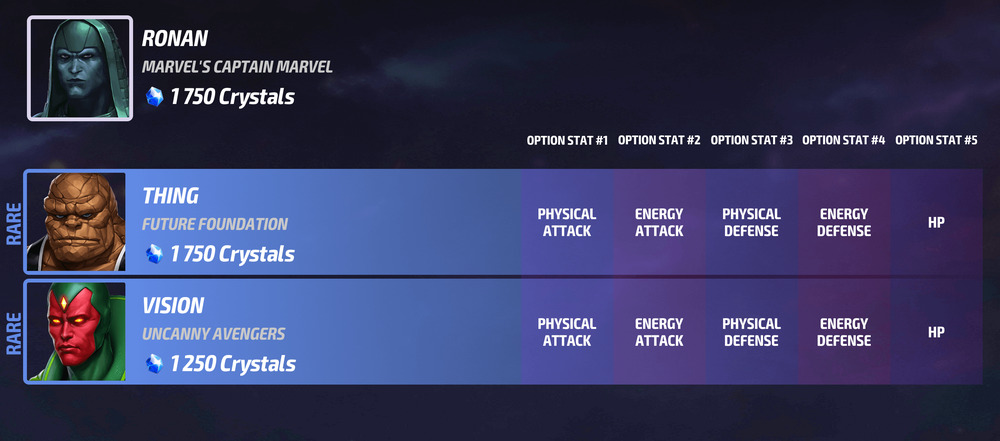 RONAN
MARVEL'S CAPTAIN MARVEL
1 750 Crystals
OPTION STAT #1 OPTION STAT #2 OPTION STAT #3 OPTION STAT #4 OPTION STAT #5
RARE
THING
FUTURE FOUNDATION
1 750 Crystals
PHYSICAL ATTACK
ENERGY ATTACK
PHYSICAL DEFENSE
ENERGY DEFENSE
HP
RARE
VISION
UNCANNY AVENGERS
1 250 Crystals
PHYSICAL ATTACK
ENERGY ATTACK
PHYSICAL DEFENSE
ENERGY DEFENSE
HP